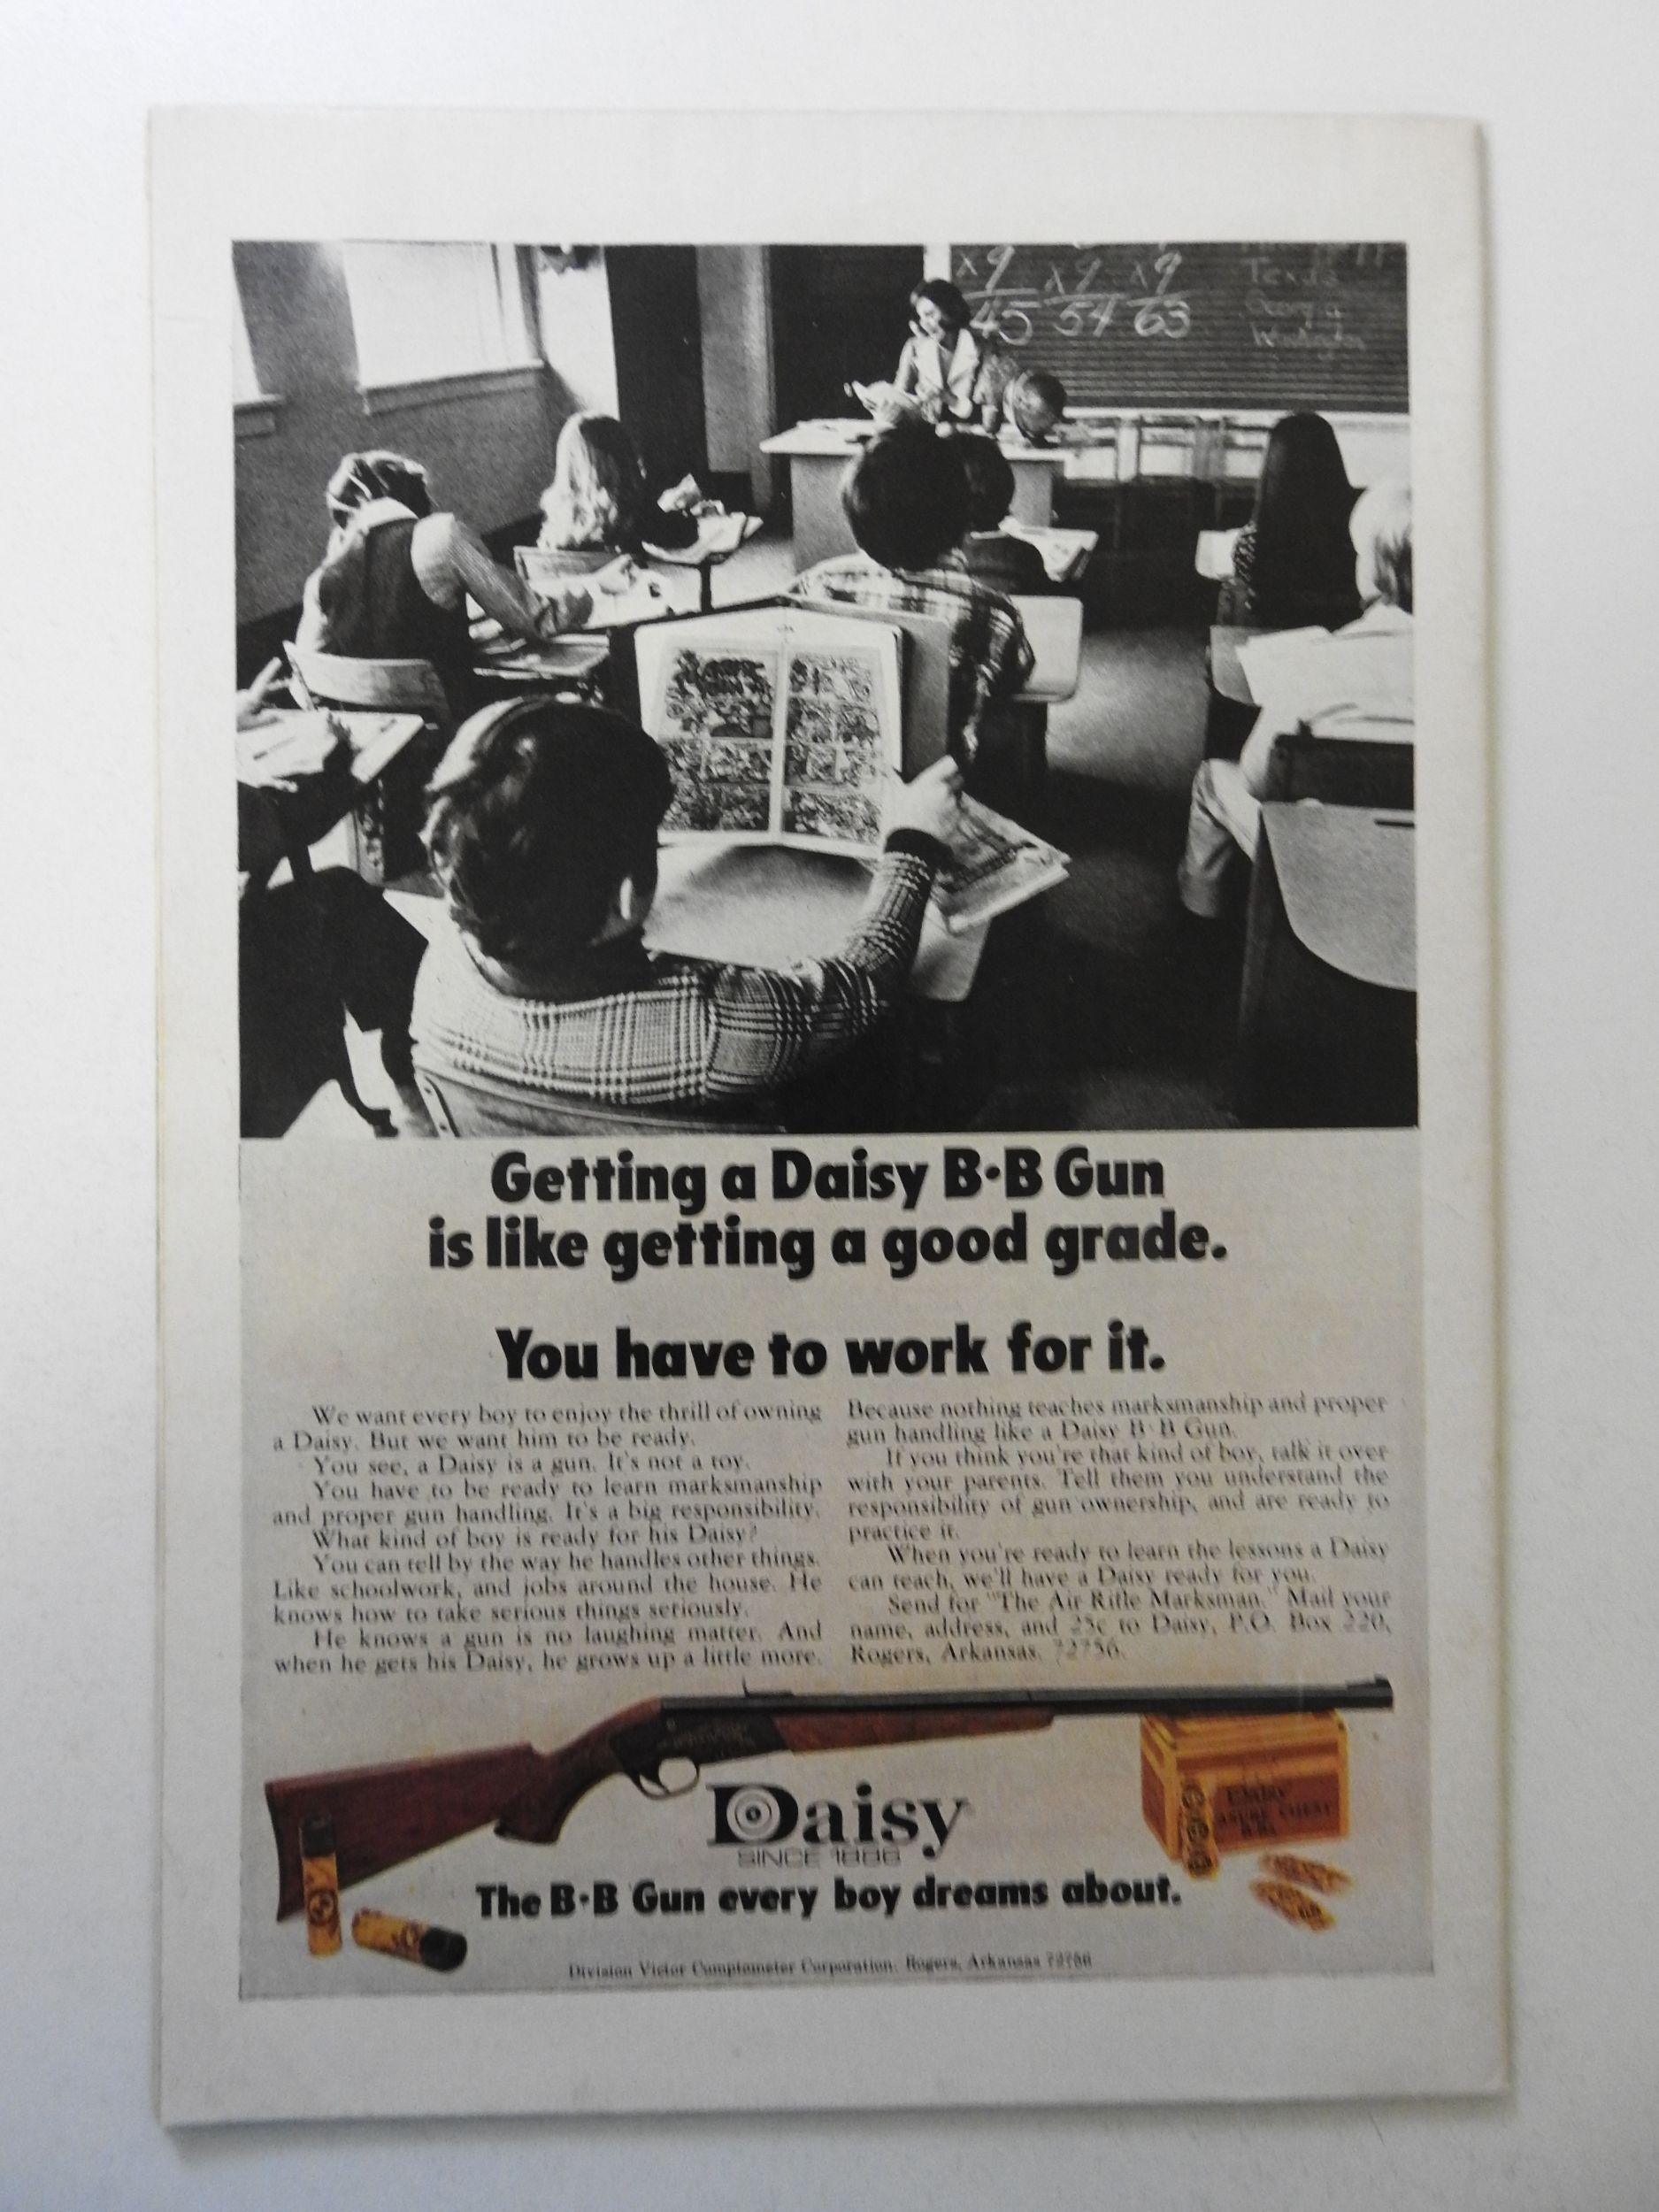 x9 x9 x9
45 54 63
Texas
Georgia
Washington
Getting a Daisy B·B Gun
is like getting a good grade.
You have to work for it.
We want every boy to enjoy the thrill of owning
a Daisy. But we want him to be ready.
You see, a Daisy is a gun. It's not a toy.
You have to be ready to learn marksmanship
and proper gun handling. It's a big responsibility.
What kind of boy is ready for his Daisy?
You can tell by the way he handles other things.
Like schoolwork, and jobs around the house. He
knows how to take serious things seriously.
He knows a gun is no laughing matter. And
when he gets his Daisy, he grows up a little more.
Because nothing teaches marksmanship and proper
gun handling like a Daisy B·B Gun.
If you think you're that kind of boy, talk it over
with your parents. Tell them you understand the
responsibility of gun ownership, and are ready to
practice it.
When you're ready to learn the lessons a Daisy
can teach, we'll have a Daisy ready for you.
Send for "The Air Rifle Marksman." Mail your
name, address, and 25c to Daisy, P.O. Box 220,
Rogers, Arkansas. 72756.
Daisy
CHEST
B·B's
Daisy
SINCE 1886
The B·B Gun every boy dreams about.
Division Victor Comptometer Corporation, Rogers, Arkansas 72756